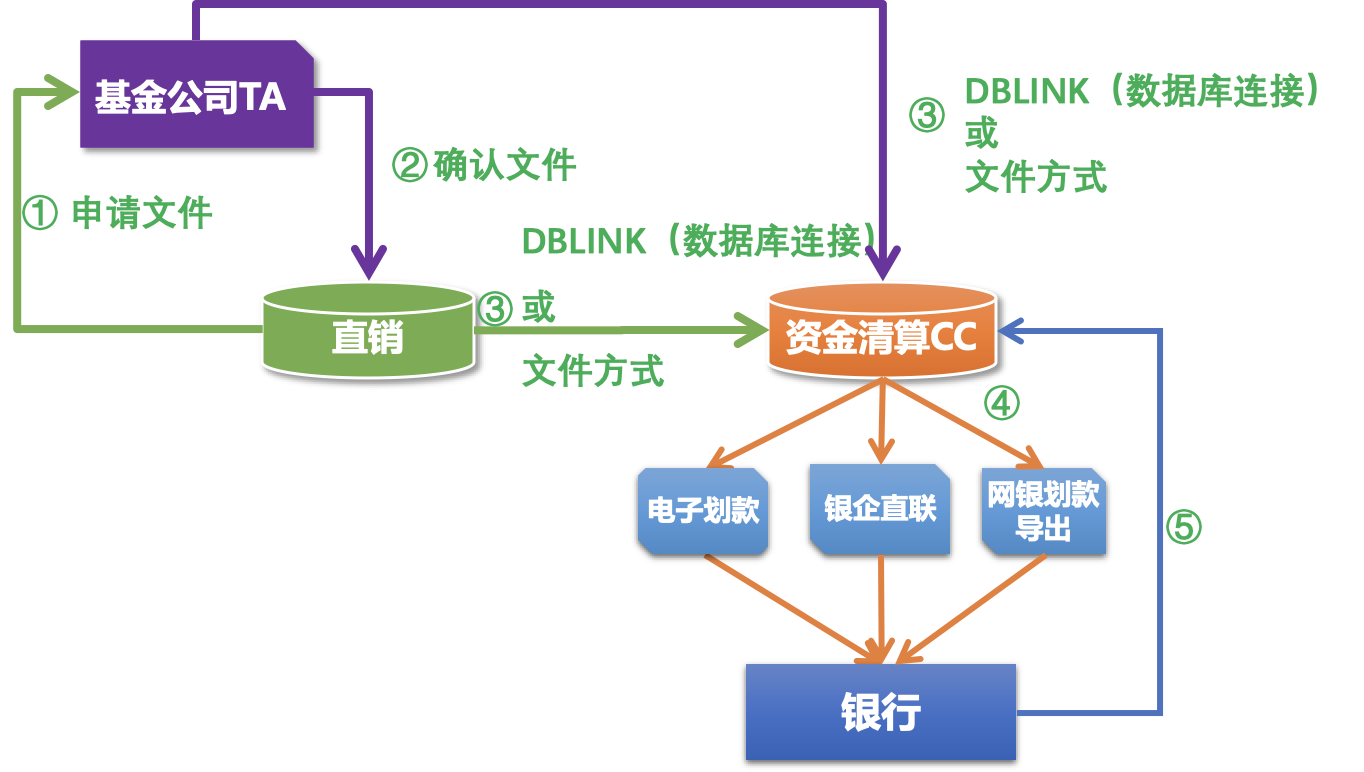 基金公司TA
③
DBLINK（数据库连接）
或
文件方式
② 确认文件
① 申请文件
DBLINK（数据库连接）
③ 或
文件方式
直销
资金清算CC
④
电子划款
银企直联
网银划款
导出
⑤
银行